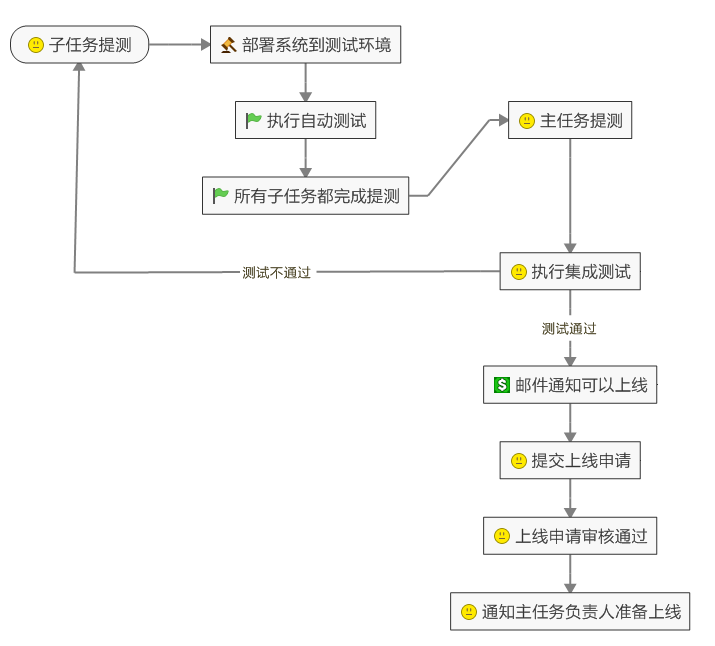 子任务提测
部署系统到测试环境
执行自动测试
主任务提测
所有子任务都完成提测
测试不通过
执行集成测试
测试通过
邮件通知可以上线
提交上线申请
上线申请审核通过
通知主任务负责人准备上线